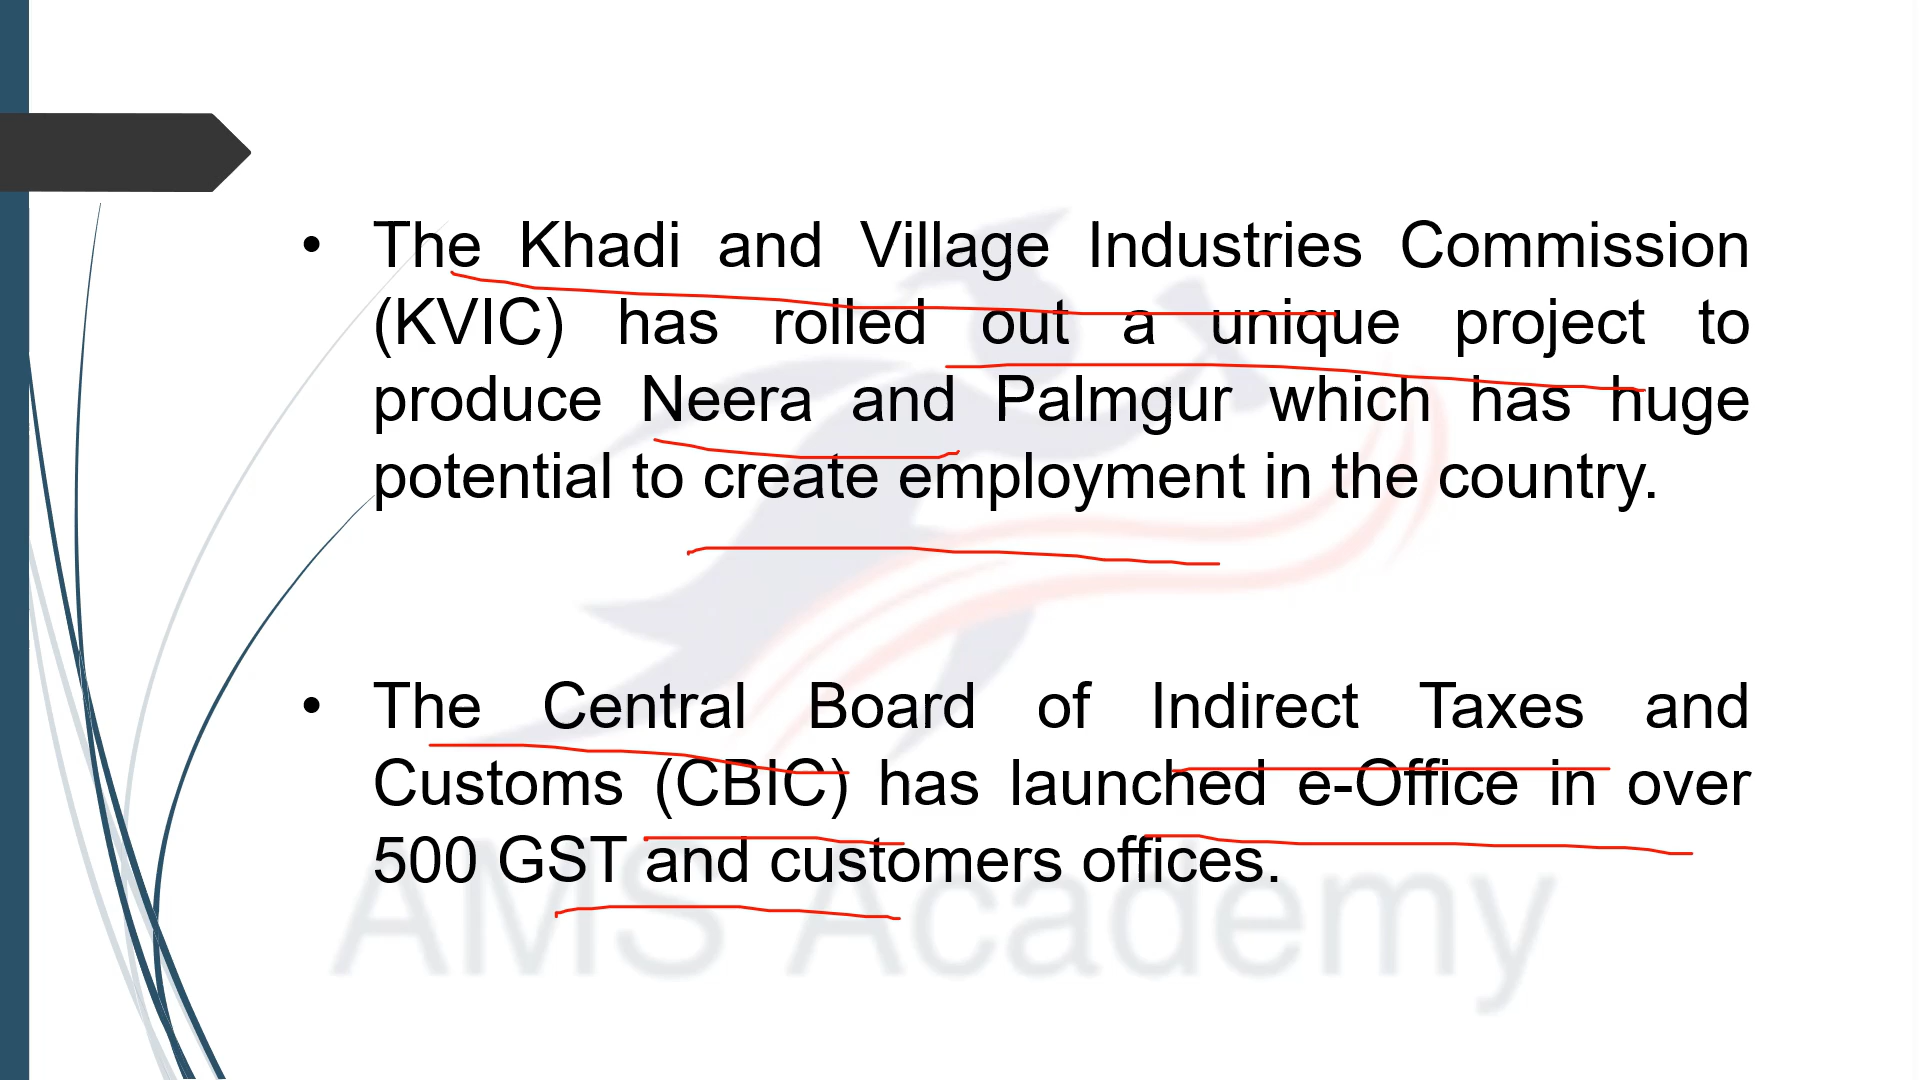 • The Khadi and Village Industries Commission
(KVIC) has rolled out a unique project to
produce Neera and Palmgur which has huge
potential to create employment in the country.
• The Central Board of Indirect Taxes and
Customs (CBIC) has launched e-Office in over
500 GST and customers offices.
AMS Academy